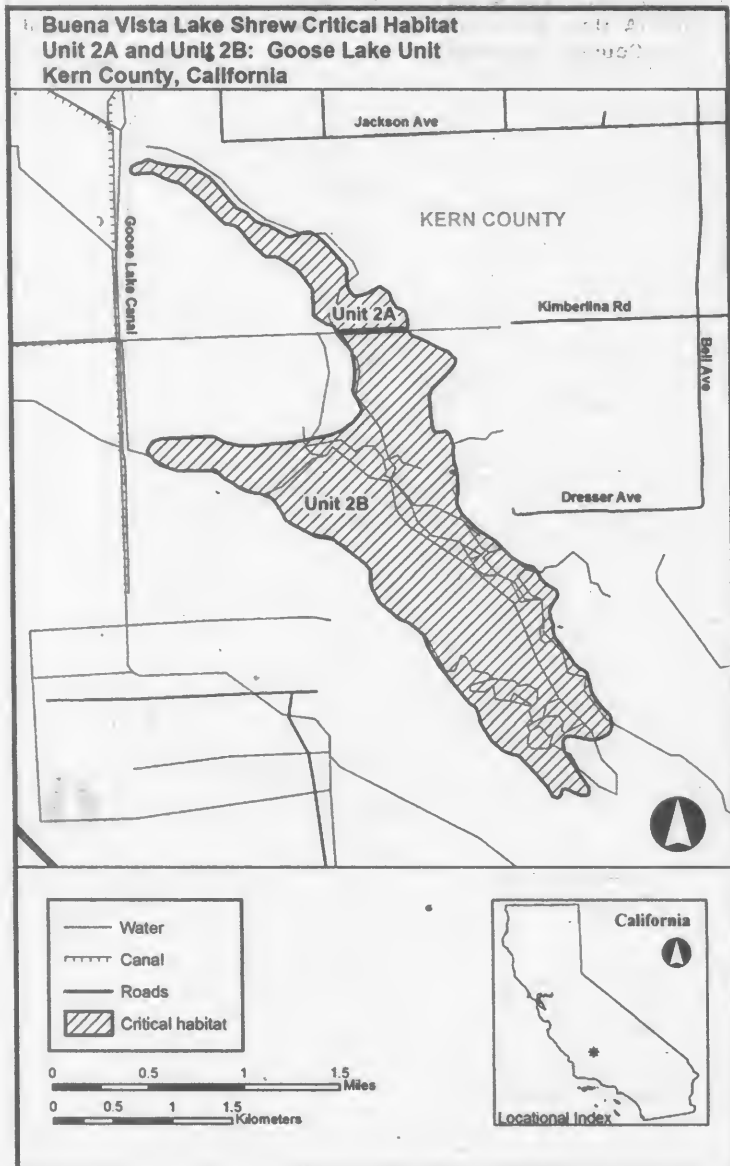 Buena Vista Lake Shrew Critical Habitat
Unit 2A and Unit 2B: Goose Lake Unit
Kern County, California
Jackson Ave
KERN COUNTY
Goose Lake Canal
Unit 2A
Kimberlina Rd
Bell Ave
Unit 2B
Dresser Ave
Water
Canal
Roads
Critical habitat
0 0.5 1 1.5
Miles
0 0.5 1 1.5
Kilometers
California
Locational Index